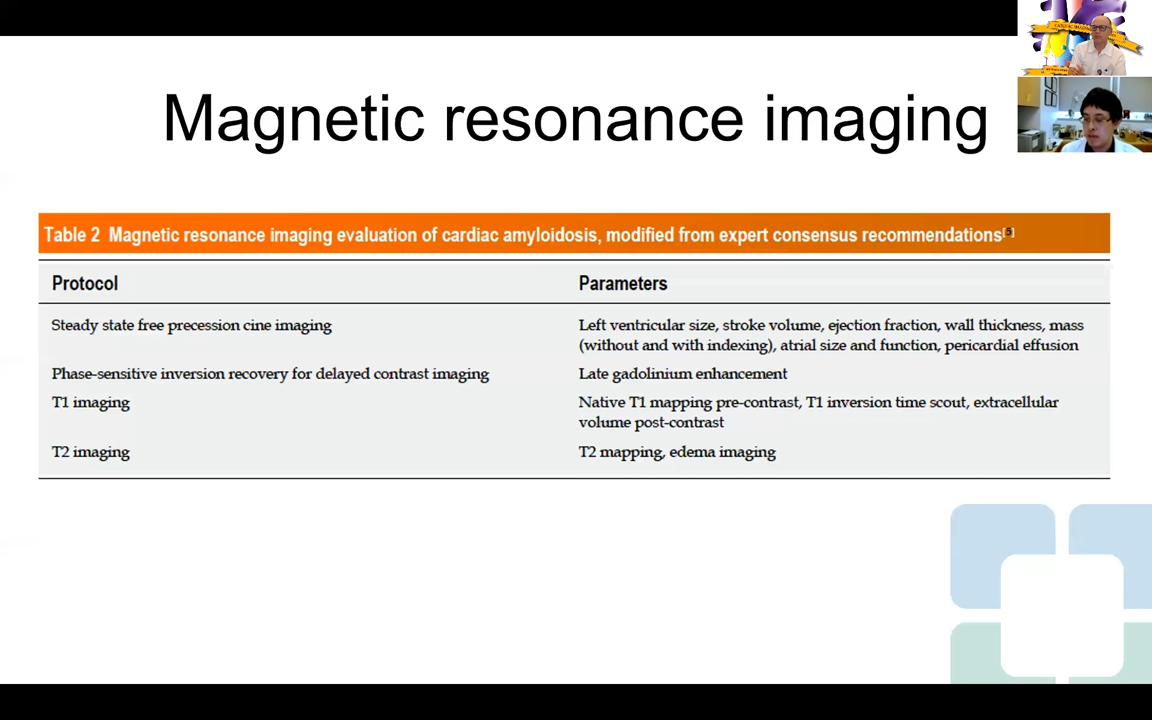 Magnetic resonance imaging
Table 2 Magnetic resonance imaging evaluation of cardiac amyloidosis, modified from expert consensus recommendations[5]
Protocol Parameters
Steady state free precession cine imaging Left ventricular size, stroke volume, ejection fraction, wall thickness, mass
(without and with indexing), atrial size and function, pericardial effusion
Phase-sensitive inversion recovery for delayed contrast imaging Late gadolinium enhancement
T1 imaging Native T1 mapping pre-contrast, T1 inversion time scout, extracellular
volume post-contrast
T2 imaging T2 mapping, edema imaging